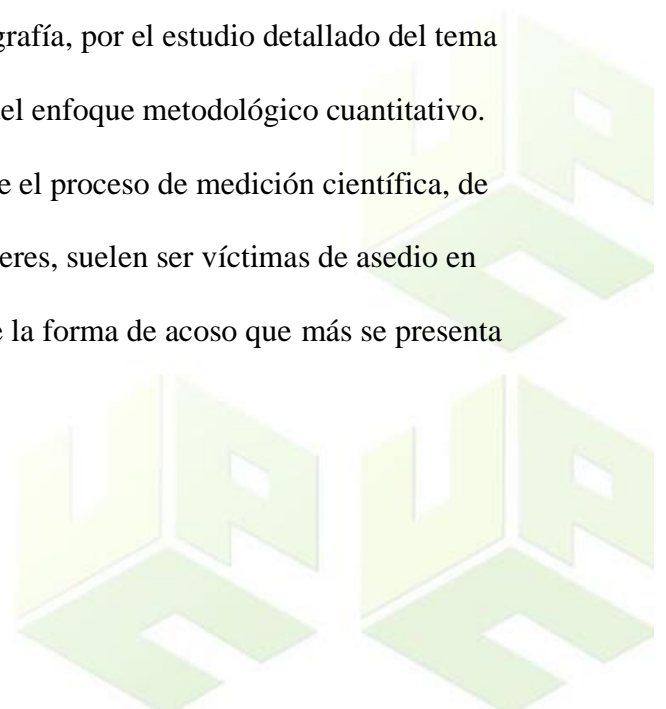 grafía, por el estudio detallado del tema
el enfoque metodológico cuantitativo.
e el proceso de medición científica, de
eres, suelen ser víctimas de asedio en
e la forma de acoso que más se presenta